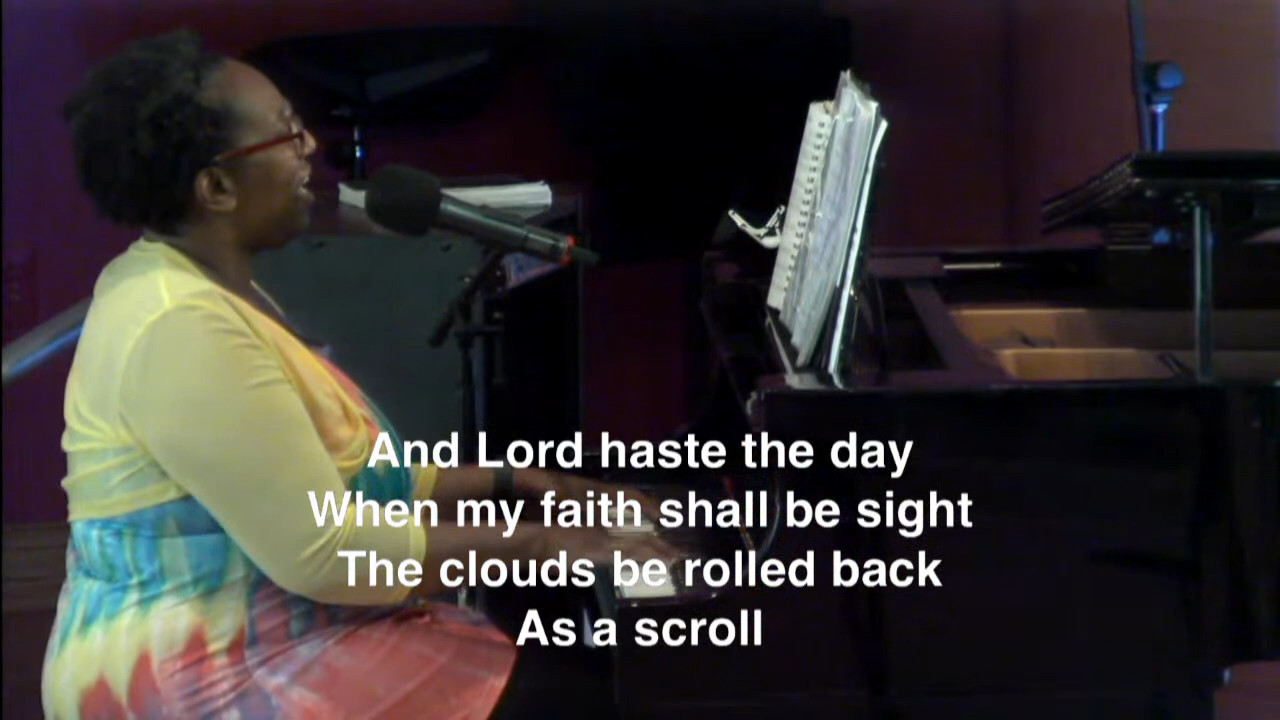 And Lord haste the day
When my faith shall be sight
The clouds be rolled back
As a scroll